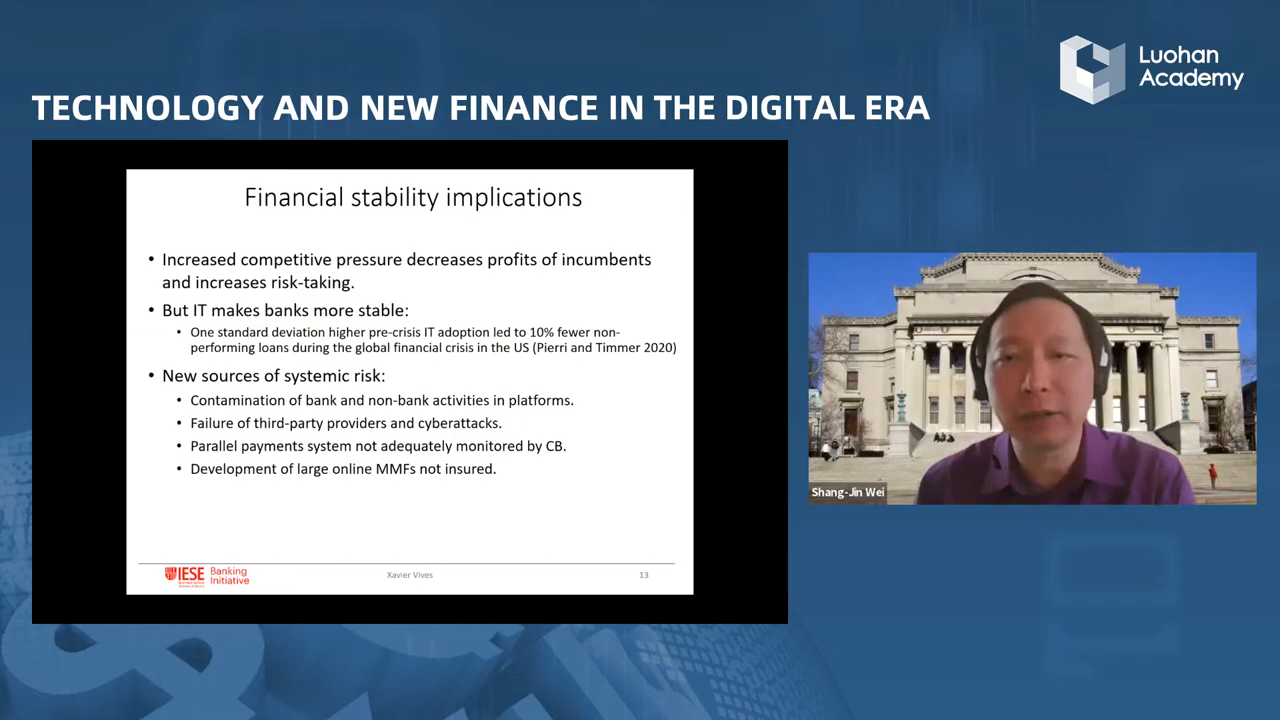 Luohan
Academy
TECHNOLOGY AND NEW FINANCE IN THE DIGITAL ERA
Financial stability implications
• Increased competitive pressure decreases profits of incumbents
and increases risk-taking.
• But IT makes banks more stable:
• One standard deviation higher pre-crisis IT adoption led to 10% fewer non-
performing loans during the global financial crisis in the US (Pierri and Timmer 2020)
• New sources of systemic risk:
• Contamination of bank and non-bank activities in platforms.
• Failure of third-party providers and cyberattacks.
• Parallel payments system not adequately monitored by CB.
• Development of large online MMFs not insured.
IESE
Banking
Initiative
Xavier Vives
13
Shang-Jin Wei